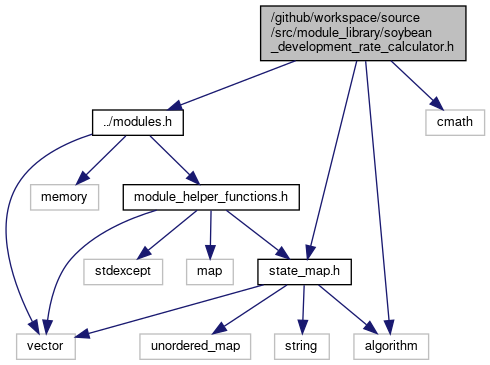 /github/workspace/source
/src/module_library/soybean
_development_rate_calculator.h
../modules.h
cmath
memory
module_helper_functions.h
stdexcept
map
state_map.h
vector
unordered_map
string
algorithm